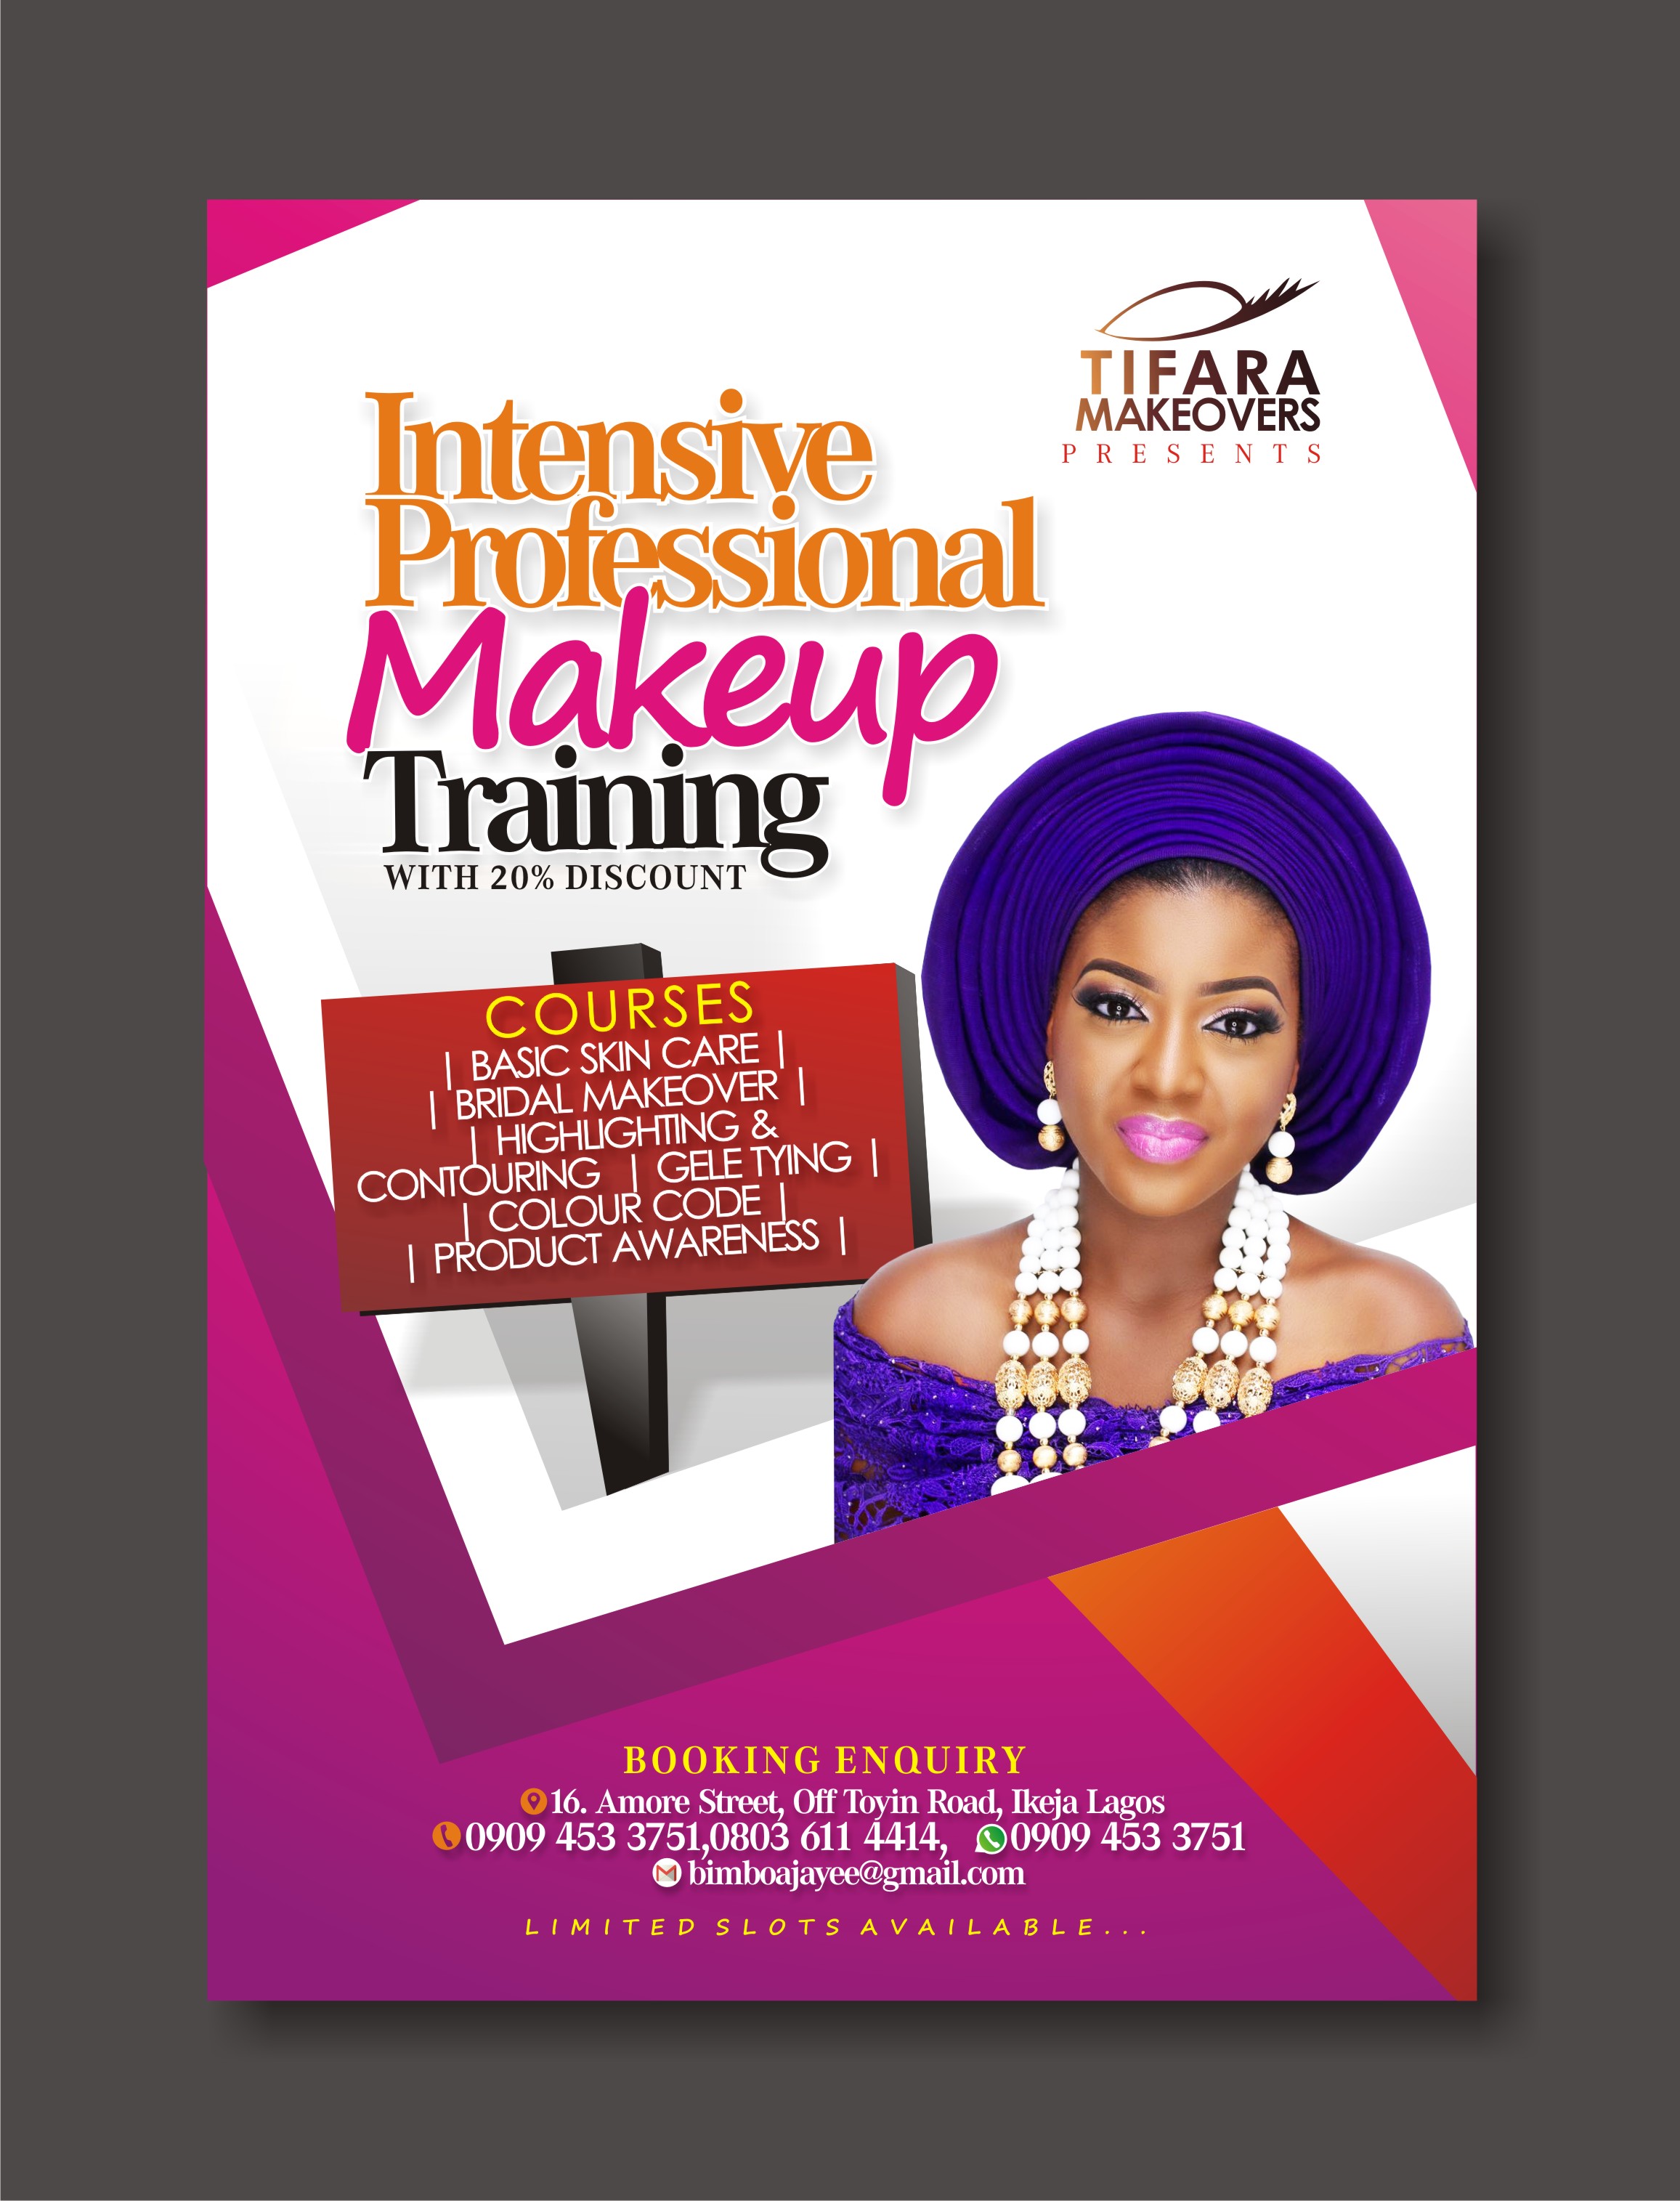 TIFARA
MAKEOVERS
PRESENTS
Intensive
Professional
Makeup
Training
WITH 20% DISCOUNT
COURSES
| BASIC SKIN CARE |
| BRIDAL MAKEOVER |
| HIGHLIGHTING &
CONTOURING | GELE TYING |
| COLOUR CODE |
| PRODUCT AWARENESS |
BOOKING ENQUIRY
16. Amore Street, Off Toyin Road, Ikeja Lagos
0909 453 3751,0803 611 4414, 0909 453 3751
bimboajayee@gmail.com
LIMITED SLOTS AVAILABLE...